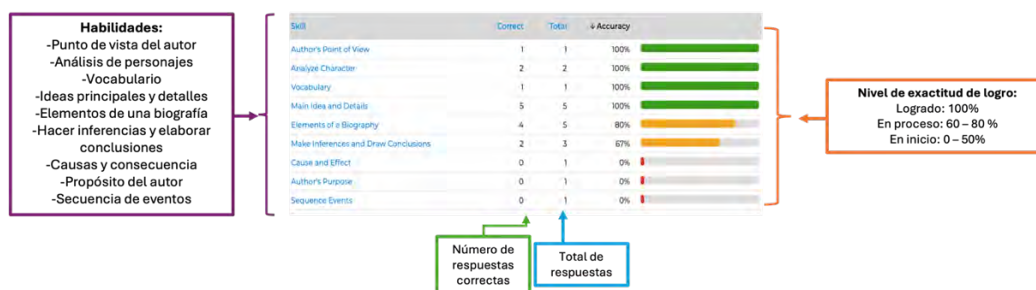 Habilidades:
-Punto de vista del autor
-Análisis de personajes
-Vocabulario
-Ideas principales y detalles
-Elementos de una biografía
-Hacer inferencias y elaborar
conclusiones
-Causas y consecuencia
-Propósito del autor
-Secuencia de eventos
Skill Correct Total ↓ Accuracy
Author's Point of View 1 1 100%
Analyze Character 2 2 100%
Vocabulary 1 1 100%
Main Idea and Details 5 5 100%
Elements of a Biography 4 5 80%
Make Inferences and Draw Conclusions 2 3 67%
Cause and Effect 0 1 0%
Author's Purpose 0 1 0%
Sequence Events 0 1 0%
Nivel de exactitud de logro:
Logrado: 100%
En proceso: 60 – 80 %
En inicio: 0 – 50%
Número de
respuestas
correctas
Total de
respuestas